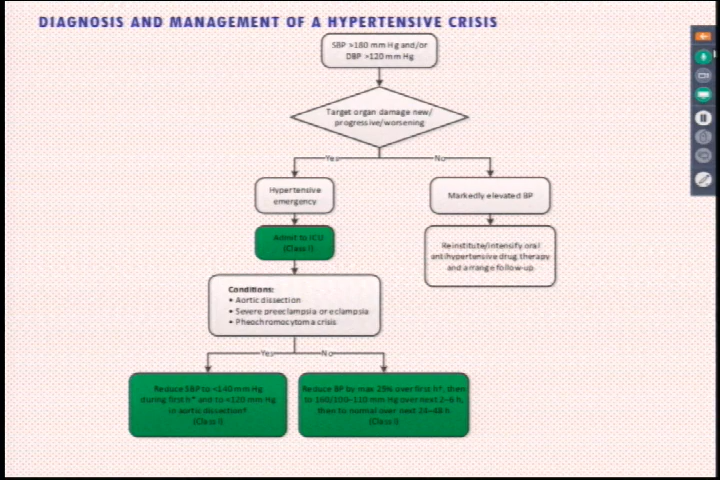 DIAGNOSIS AND MANAGEMENT OF A HYPERTENSIVE CRISIS
SBP >180 mm Hg and/or
DBP >120 mm Hg
Target organ damage new/
progressive/worsening
Yes
No
Hypertensive
emergency
Markedly elevated BP
Admit to ICU
(Class I)
Reinstitute/intensify oral
antihypertensive drug therapy
and arrange follow-up.
Conditions:
• Aortic dissection
• Severe preeclampsia or eclampsia
• Pheochromocytoma crisis
Yes
No
Reduce SBP to <140 mm Hg
during first h* and to <120 mm Hg
in aortic dissection†
(Class I)
Reduce BP by max 25% over first h†, then
to 160/100–110 mm Hg over next 2–6 h,
then to normal over next 24–48 h
(Class I)